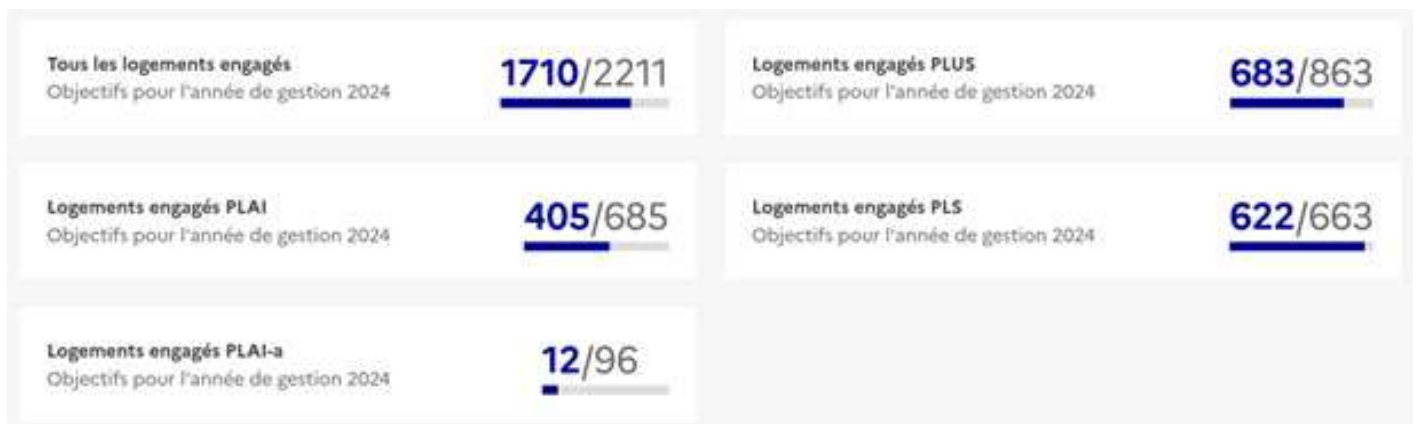 Tous les logements engagés
Objectifs pour l'année de gestion 2024
1710/2211
Logements engagés PLUS
Objectifs pour l'année de gestion 2024
683/863
Logements engagés PLAI
Objectifs pour l'année de gestion 2024
405/685
Logements engagés PLS
Objectifs pour l'année de gestion 2024
622/663
Logements engagés PLAI-a
Objectifs pour l'année de gestion 2024
12/96